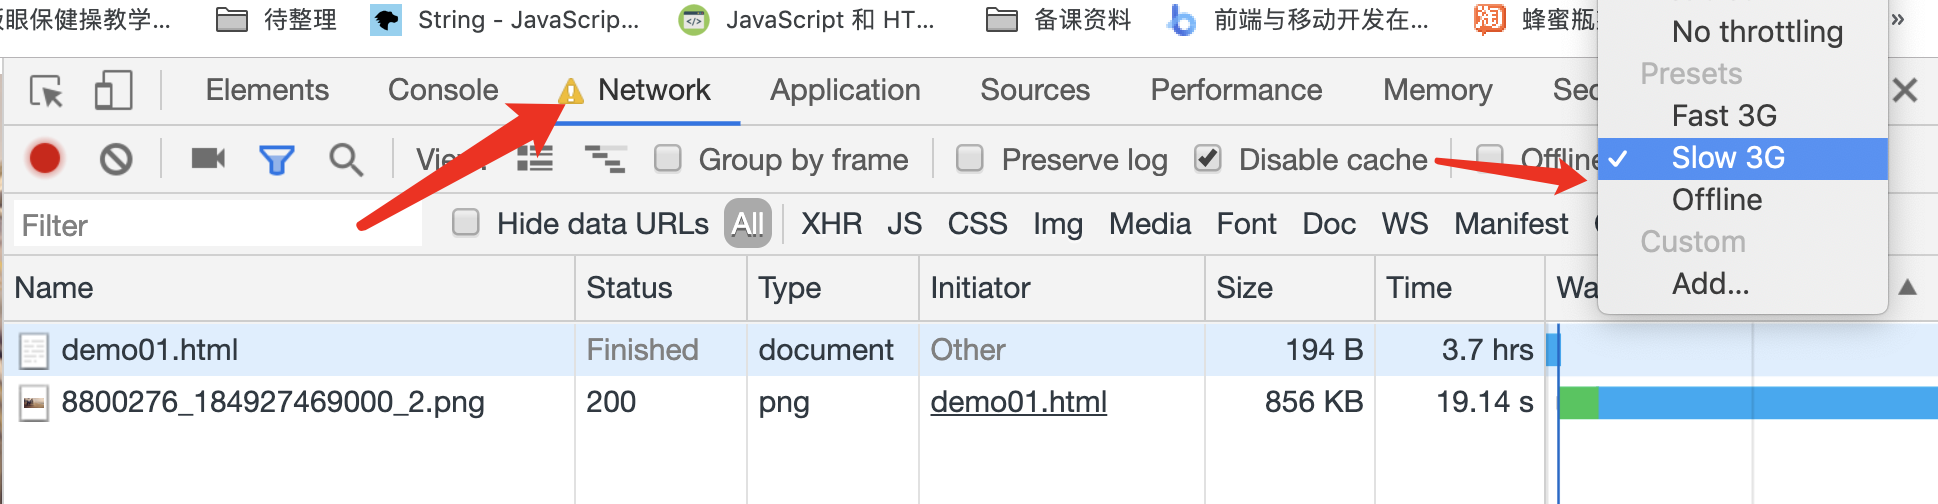 眼保健操教学... 待整理 String - JavaScrip... JavaScript 和 HT... 备课资料 前端与移动开发在... 淘 蜂蜜瓶 »
No throttling
Presets
Fast 3G
✓ Slow 3G
Offline
Custom
Add...
Elements Console Network Application Sources Performance Memory Sec
View: Group by frame Preserve log Disable cache Offline
Filter Hide data URLs All XHR JS CSS Img Media Font Doc WS Manifest
Name Status Type Initiator Size Time Wa
demo01.html Finished document Other 194 B 3.7 hrs
8800276_184927469000_2.png 200 png demo01.html 856 KB 19.14 s